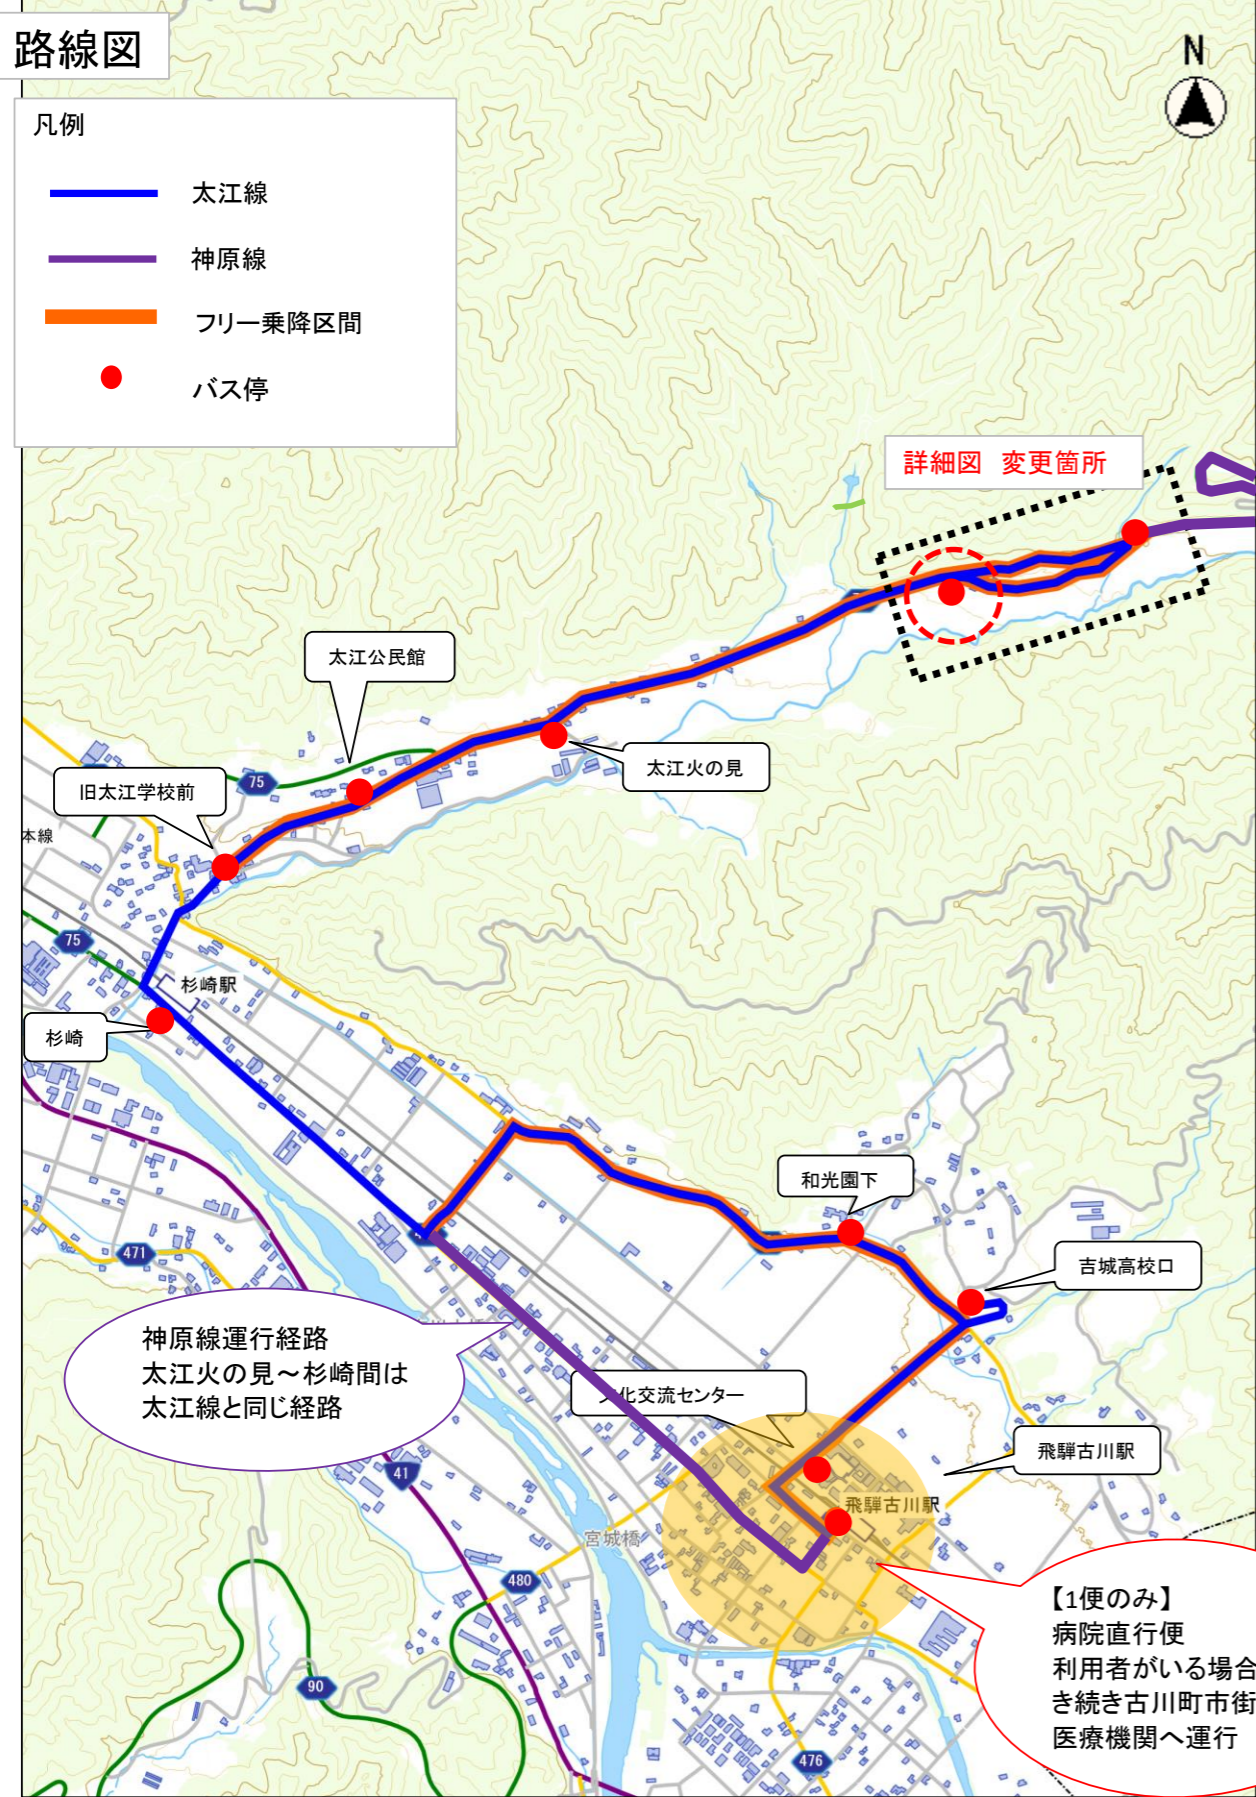 路線図
N
凡例
太江線
神原線
フリー乗降区間
バス停
詳細図 変更箇所
太江公民館
太江火の見
旧太江学校前
75
本線
75
杉崎駅
杉崎
和光園下
吉城高校口
471
神原線運行経路
太江火の見~杉崎間は
太江線と同じ経路
化交流センター
飛騨古川駅
41
飛騨古川駅
宮城橋
480
90
476
【1便のみ】
病院直行便
利用者がいる場合
き続き古川町市街
医療機関へ運行